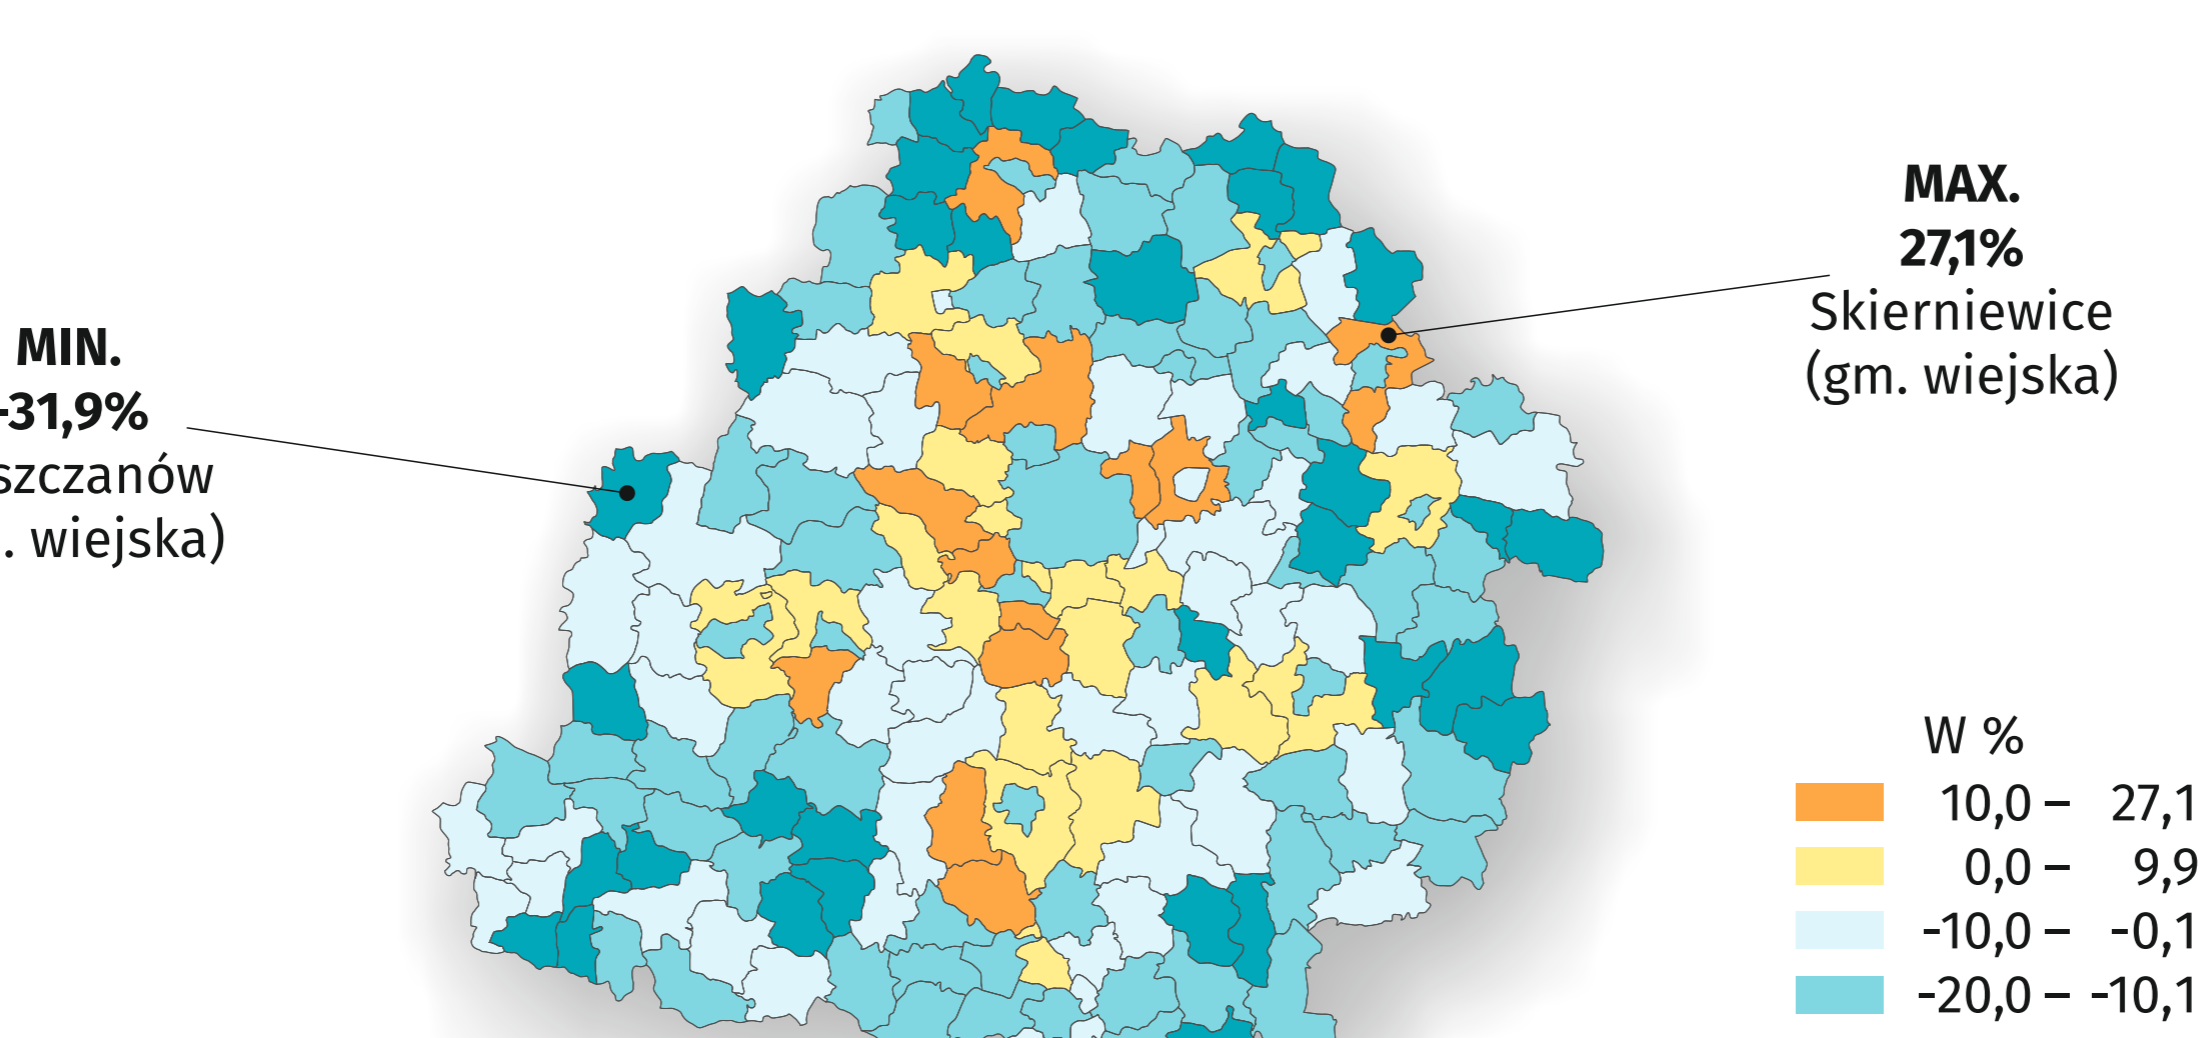 MAX.
27,1%
Skierniewice
(gm. wiejska)
MIN.
-31,9%
szczanów
. wiejska)
W %
10,0 – 27,1
0,0 – 9,9
-10,0 – -0,1
-20,0 – -10,1